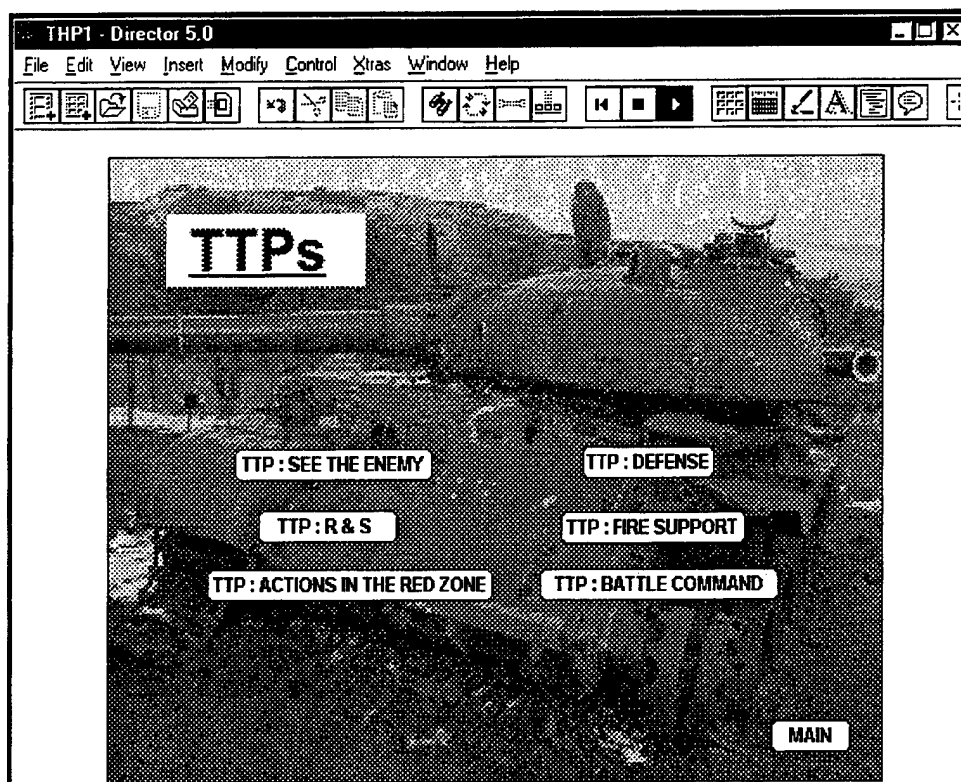 THP1 - Director 5.0
File Edit View Insert Modify Control Xtras Window Help
TTPs
TTP : SEE THE ENEMY
TTP : DEFENSE
TTP : R & S
TTP : FIRE SUPPORT
TTP : ACTIONS IN THE RED ZONE
TTP : BATTLE COMMAND
MAIN